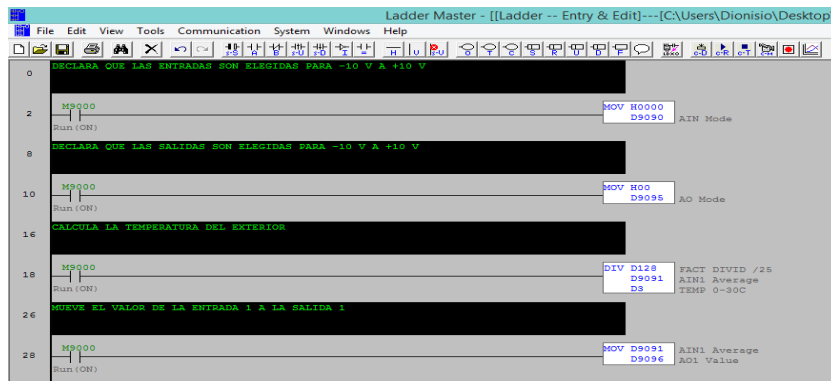 Ladder Master - [[Ladder -- Entry & Edit]---[C:\Users\Dionisio\Desktop
File Edit View Tools Communication System Windows Help
0 DECLARA QUE LAS ENTRADAS SON ELEGIDAS PARA -10 V A +10 V
2 M9000 MOV H0000
D9090 AIN Mode
Run(ON)
8 DECLARA QUE LAS SALIDAS SON ELEGIDAS PARA -10 V A +10 V
10 M9000 MOV H00
D9095 AO Mode
Run(ON)
16 CALCULA LA TEMPERATURA DEL EXTERIOR
18 M9000 DIV D128 FACT DIVID /25
D9091 AIN1 Average
Run(ON) D3 TEMP 0-30C
26 MUEVE EL VALOR DE LA ENTRADA 1 A LA SALIDA 1
28 M9000 MOV D9091 AIN1 Average
D9096 AO1 Value
Run(ON)